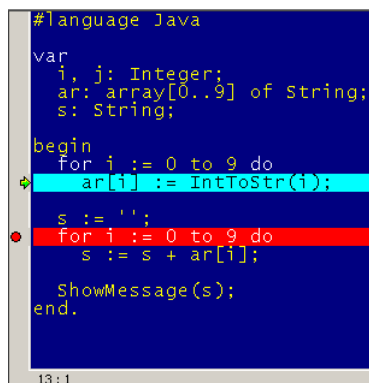 #language Java
var
i, j: Integer;
ar: array[0..9] of String;
s: String;
begin
for i := 0 to 9 do
ar[i] := IntToStr(i);
s := '';
for i := 0 to 9 do
s := s + ar[i];
ShowMessage(s);
end.
13:1